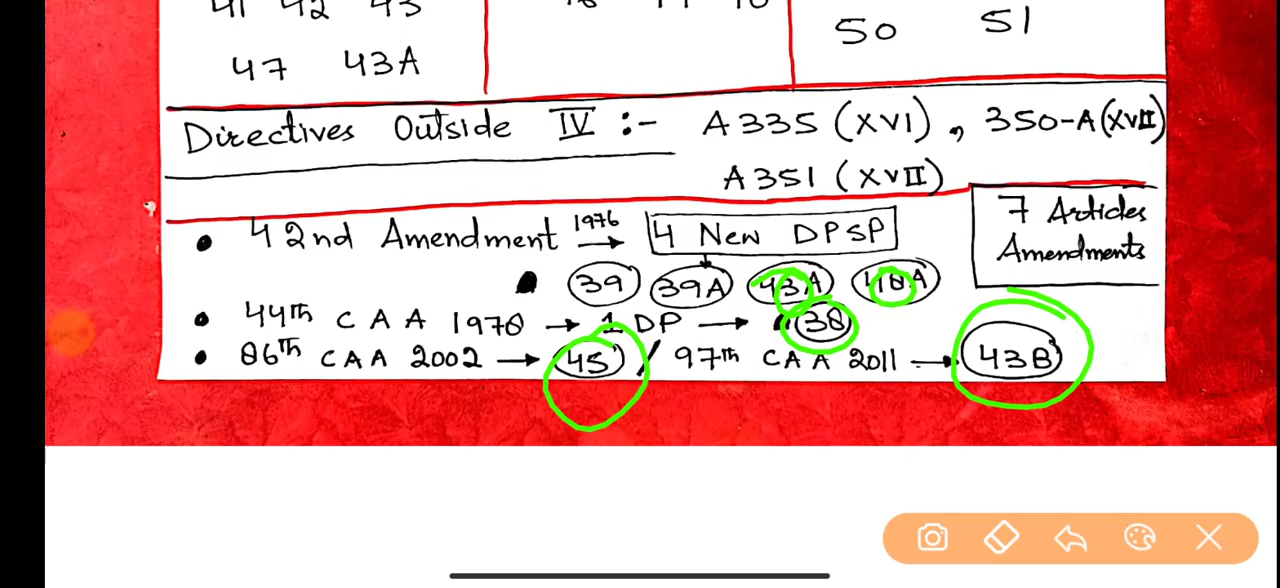 47 43A
50 51
Directives Outside IV :- A335 (XVI), 350-A (XVII)
A351 (XVII)
• 42nd Amendment 1976 → 4 New DPSP
7 Articles
Amendments
39 39A 43A 48A
• 44th CAA 1978 → 1 DP → 38
• 86th CAA 2002 → 45 / 97th CAA 2011 → 43B